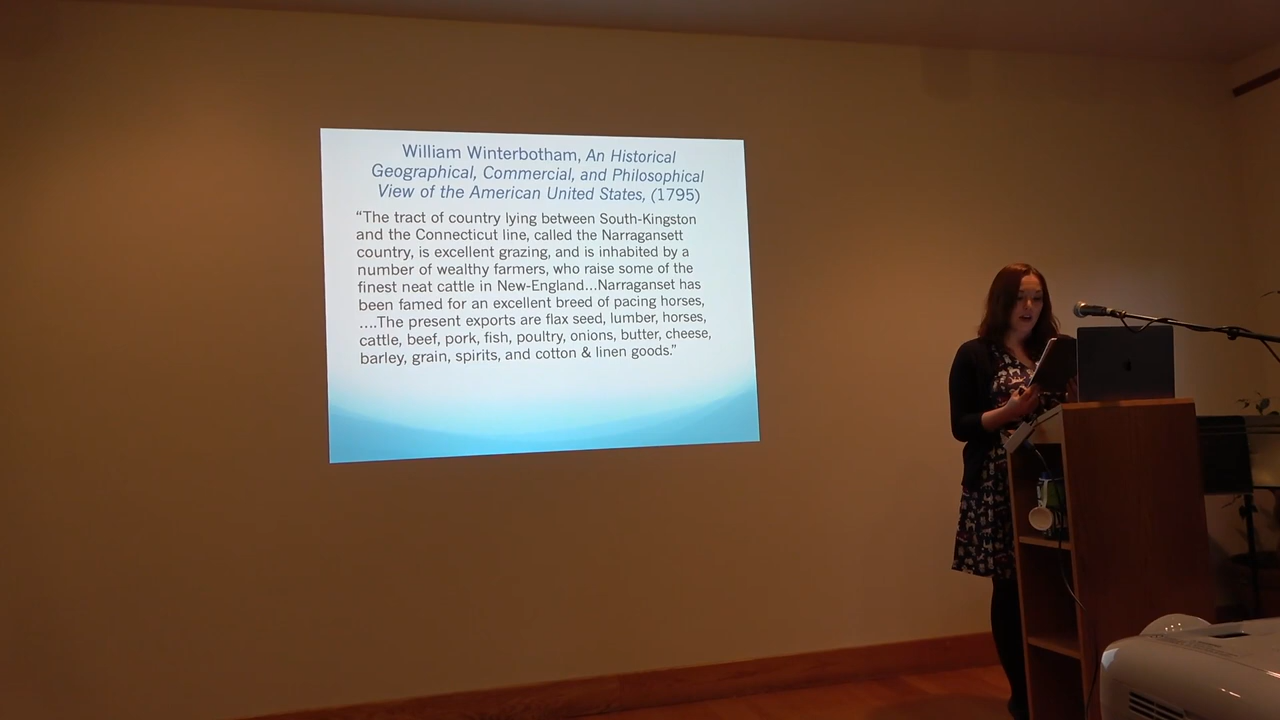 William Winterbotham, An Historical
Geographical, Commercial, and Philosophical
View of the American United States, (1795)
“The tract of country lying between South-Kingston
and the Connecticut line, called the Narragansett
country, is excellent grazing, and is inhabited by a
number of wealthy farmers, who raise some of the
finest neat cattle in New-England...Narraganset has
been famed for an excellent breed of pacing horses,
....The present exports are flax seed, lumber, horses,
cattle, beef, pork, fish, poultry, onions, butter, cheese,
barley, grain, spirits, and cotton & linen goods.”